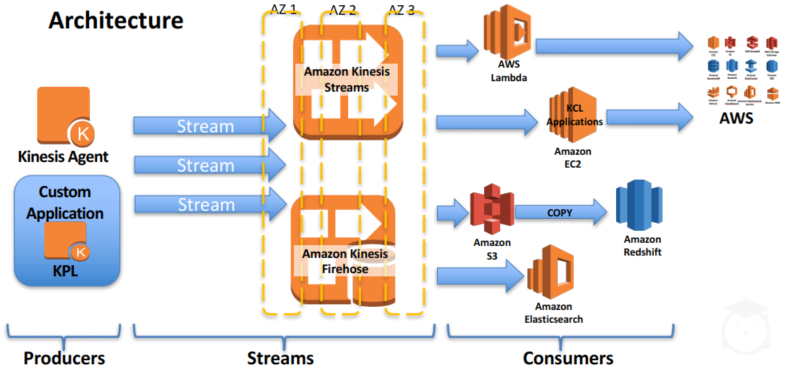 Architecture
AZ 1
AZ 2
AZ 3
Amazon Kinesis
Streams
AWS
Lambda
KCL
Applications
Amazon
EC2
AWS
Kinesis Agent
Stream
Stream
Stream
Custom
Application
KPL
Amazon Kinesis
Firehose
Amazon
S3
COPY
Amazon
Redshift
Amazon
Elasticsearch
Producers
Streams
Consumers